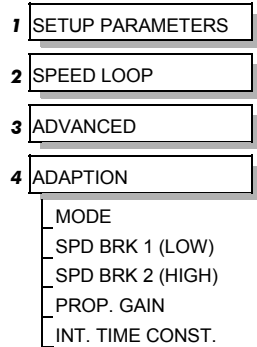 1 SETUP PARAMETERS
2 SPEED LOOP
3 ADVANCED
4 ADAPTION
MODE
SPD BRK 1 (LOW)
SPD BRK 2 (HIGH)
PROP. GAIN
INT. TIME CONST.